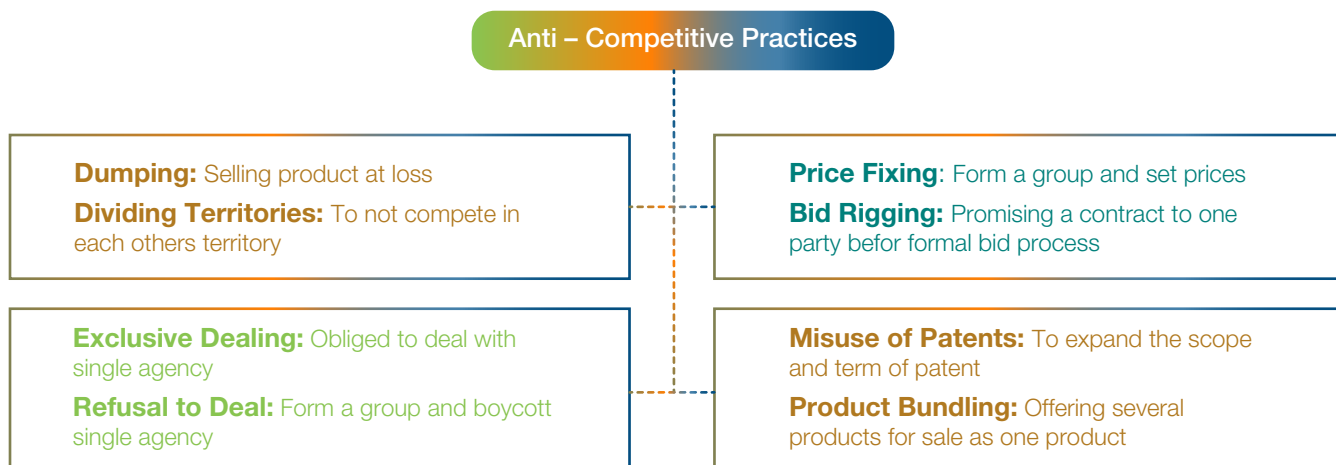 Anti – Competitive Practices
Dumping: Selling product at loss
Dividing Territories: To not compete in
each others territory
Price Fixing: Form a group and set prices
Bid Rigging: Promising a contract to one
party befor formal bid process
Exclusive Dealing: Obliged to deal with
single agency
Refusal to Deal: Form a group and boycott
single agency
Misuse of Patents: To expand the scope
and term of patent
Product Bundling: Offering several
products for sale as one product